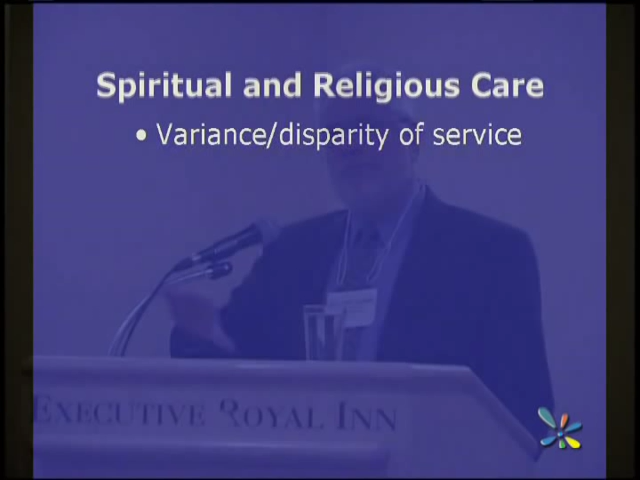 Spiritual and Religious Care
• Variance/disparity of service
EXECUTIVE ROYAL INN